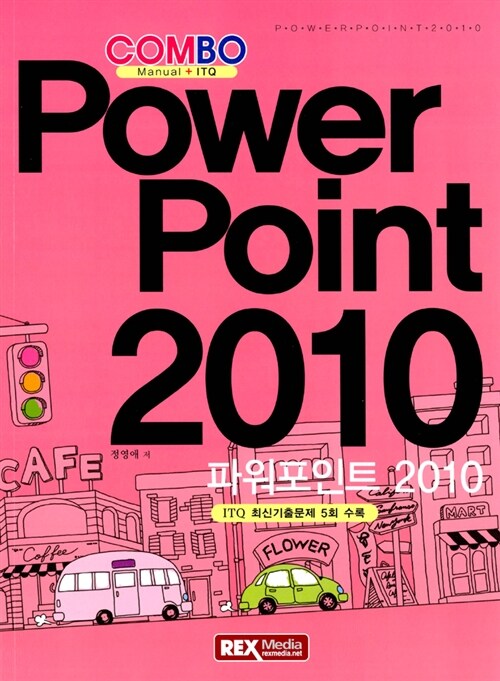 P·O·W·E·R·P·O·I·N·T·2·0·1·0
COMBO
Manual + ITQ
Power
Point
2010
정영애 저
파워포인트 2010
ITQ 최신기출문제 5회 수록
CAFE
Coffee
FLOWER
Caly
MART
REX Media
rexmedia.net